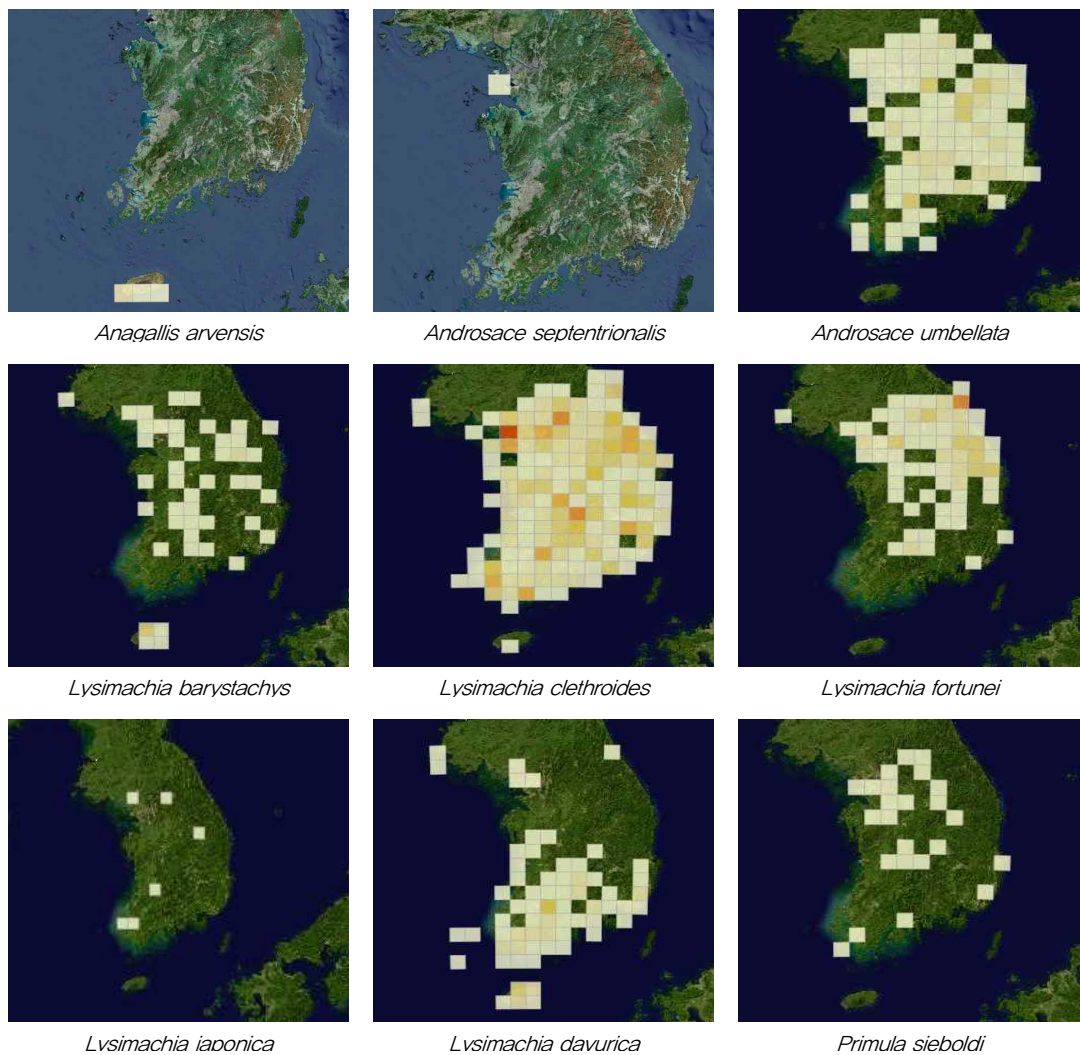 Anagallis arvensis
Androsace septentrionalis
Androsace umbellata
Lysimachia barystachys
Lysimachia clethroides
Lysimachia fortunei
Lysimachia japonica
Lysimachia davurica
Primula sieboldi